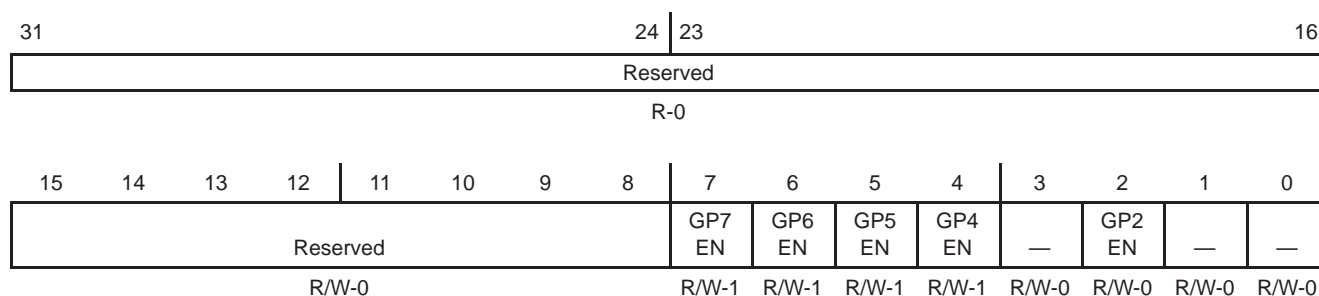 31 24 23 16
Reserved
R-0
15 14 13 12 11 10 9 8 7 6 5 4 3 2 1 0
GP7 GP6 GP5 GP4 GP2
Reserved EN EN EN EN — EN — —
R/W-0 R/W-1 R/W-1 R/W-1 R/W-1 R/W-0 R/W-0 R/W-0 R/W-0